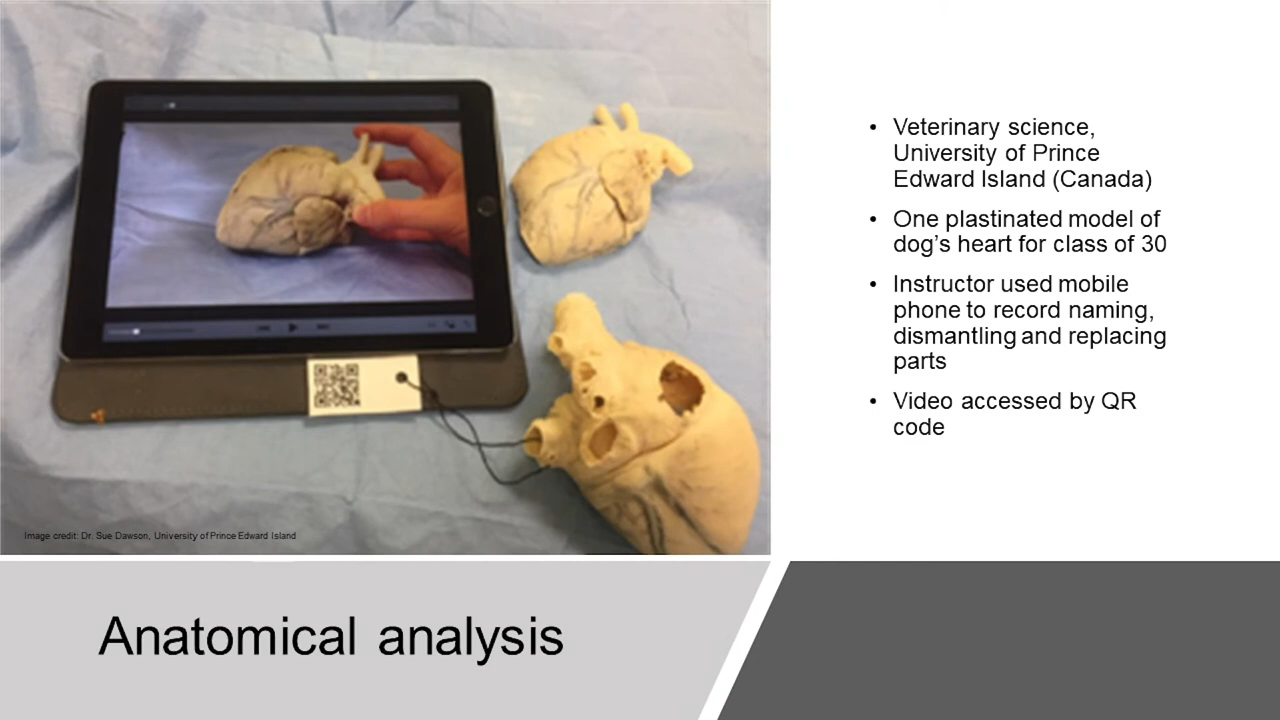 • Veterinary science,
University of Prince
Edward Island (Canada)
• One plastinated model of
dog’s heart for class of 30
• Instructor used mobile
phone to record naming,
dismantling and replacing
parts
• Video accessed by QR
code
Image credit: Dr. Sue Dawson, University of Prince Edward Island
Anatomical analysis